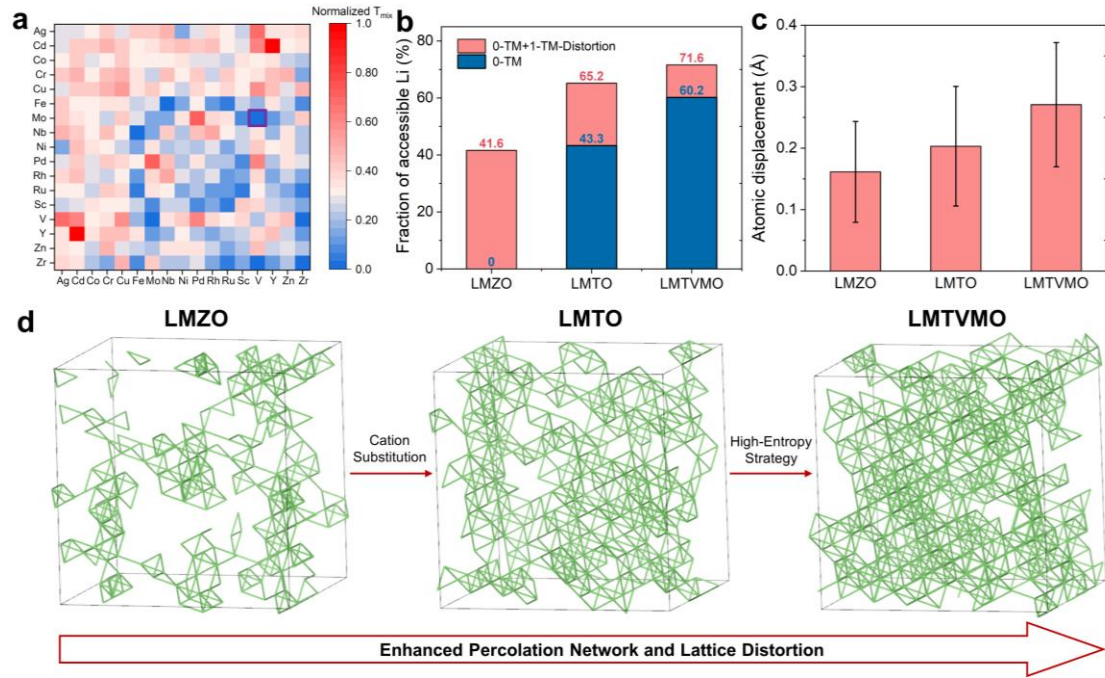 a
Normalized T_mix
Ag
Cd
Co
Cr
Cu
Fe
Mo
Nb
Ni
Pd
Rh
Ru
Sc
V
Y
Zn
Zr
Ag Cd Co Cr Cu Fe Mo Nb Ni Pd Rh Ru Sc V Y Zn Zr
1.0
0.80
0.60
0.40
0.20
0.0
b
Fraction of accessible Li (%)
80
60
40
20
0
0-TM+1-TM-Distortion
0-TM
41.6
0
65.2
43.3
71.6
60.2
LMZO LMTO LMTVMO
c
Atomic displacement (Å)
0.4
0.3
0.2
0.1
0.0
LMZO LMTO LMTVMO
d
LMZO
LMTO
LMTVMO
Cation
Substitution
High-Entropy
Strategy
Enhanced Percolation Network and Lattice Distortion